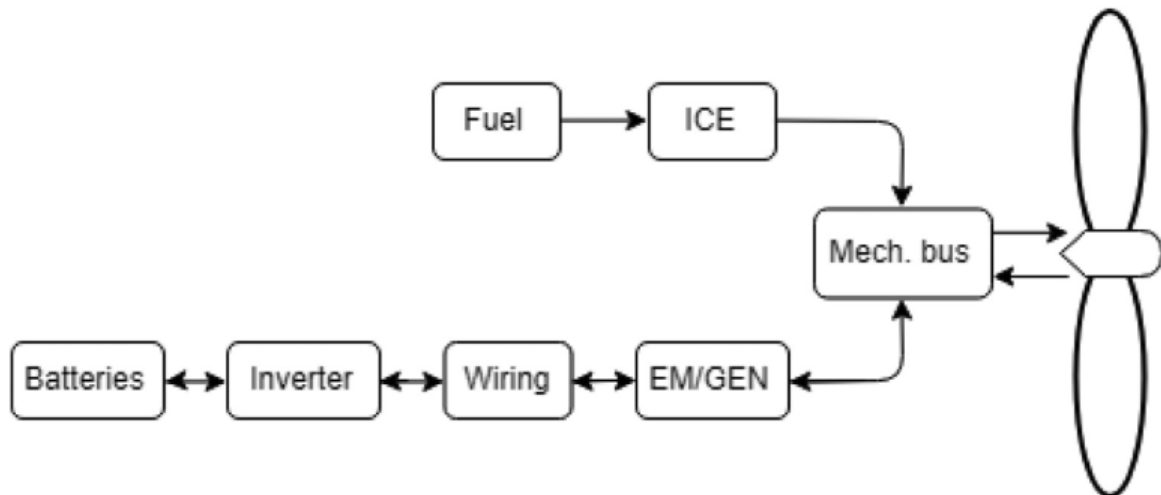 Fuel
ICE
Mech. bus
Batteries
Inverter
Wiring
EM/GEN